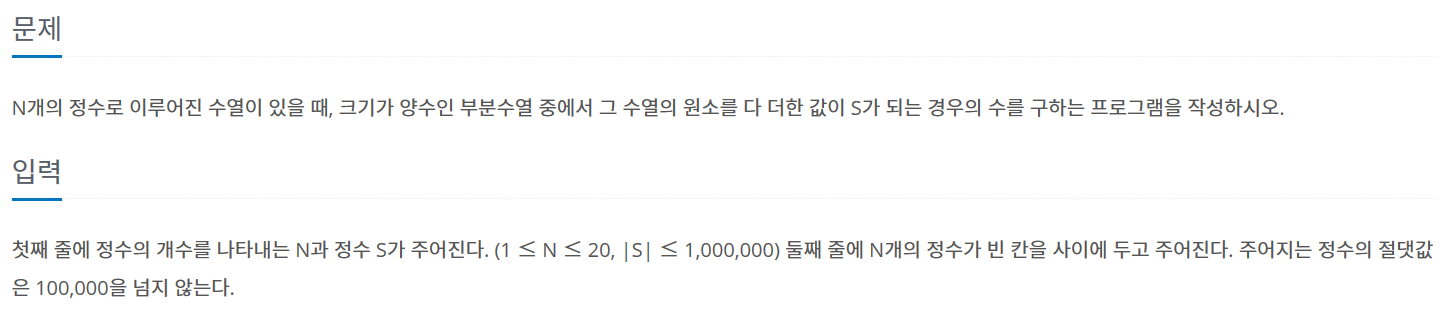 문제
N개의 정수로 이루어진 수열이 있을 때, 크기가 양수인 부분수열 중에서 그 수열의 원소를 다 더한 값이 S가 되는 경우의 수를 구하는 프로그램을 작성하시오.
입력
첫째 줄에 정수의 개수를 나타내는 N과 정수 S가 주어진다. (1 ≤ N ≤ 20, |S| ≤ 1,000,000) 둘째 줄에 N개의 정수가 빈 칸을 사이에 두고 주어진다. 주어지는 정수의 절댓값
은 100,000을 넘지 않는다.